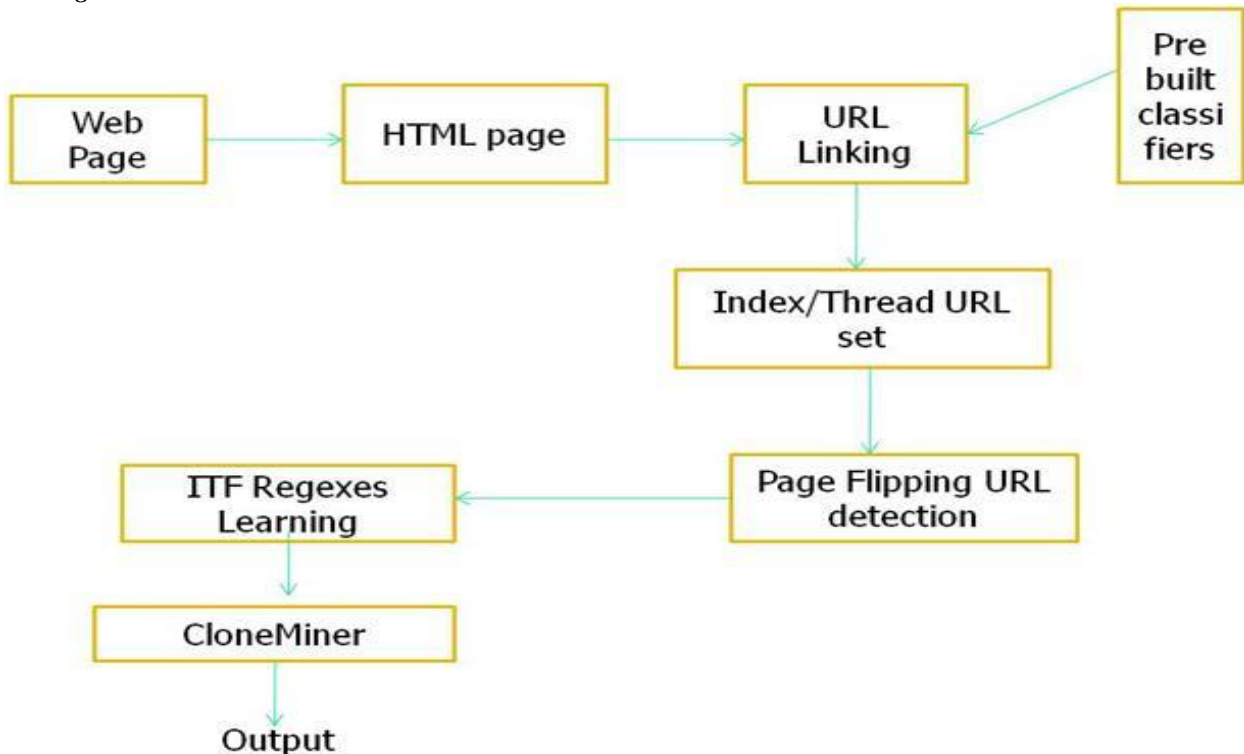 Web
Page
HTML page
URL
Linking
Pre
built
classi
fiers
Index/Thread URL
set
Page Flipping URL
detection
ITF Regexes
Learning
CloneMiner
Output